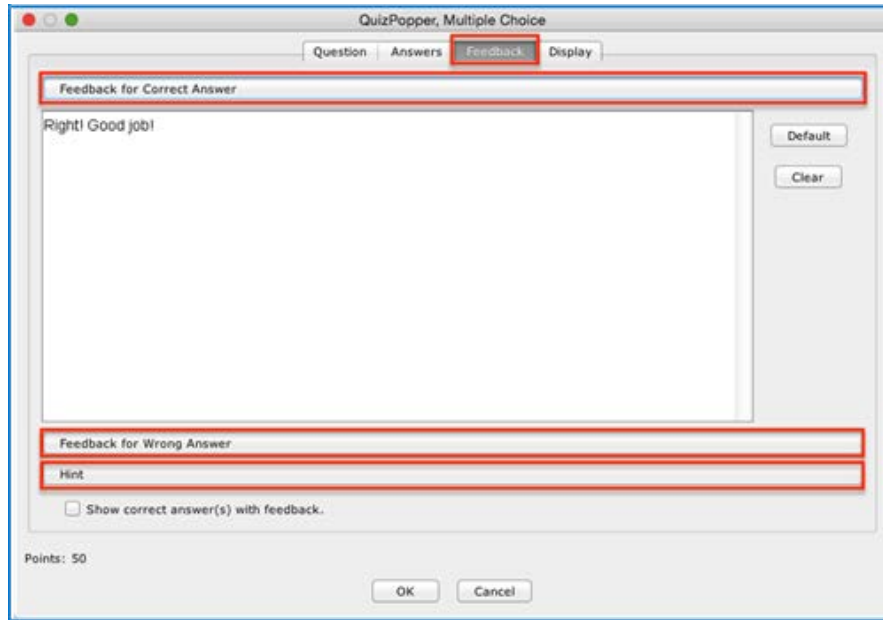 QuizPopper, Multiple Choice
Question Answers Feedback Display
Feedback for Correct Answer
Right! Good job!
Default
Clear
Feedback for Wrong Answer
Hint
Show correct answer(s) with feedback.
Points: 50
OK Cancel